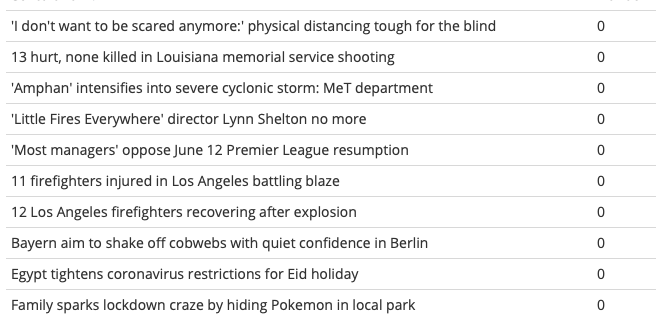 'I don't want to be scared anymore:' physical distancing tough for the blind 0
13 hurt, none killed in Louisiana memorial service shooting 0
'Amphan' intensifies into severe cyclonic storm: MeT department 0
'Little Fires Everywhere' director Lynn Shelton no more 0
'Most managers' oppose June 12 Premier League resumption 0
11 firefighters injured in Los Angeles battling blaze 0
12 Los Angeles firefighters recovering after explosion 0
Bayern aim to shake off cobwebs with quiet confidence in Berlin 0
Egypt tightens coronavirus restrictions for Eid holiday 0
Family sparks lockdown craze by hiding Pokemon in local park 0